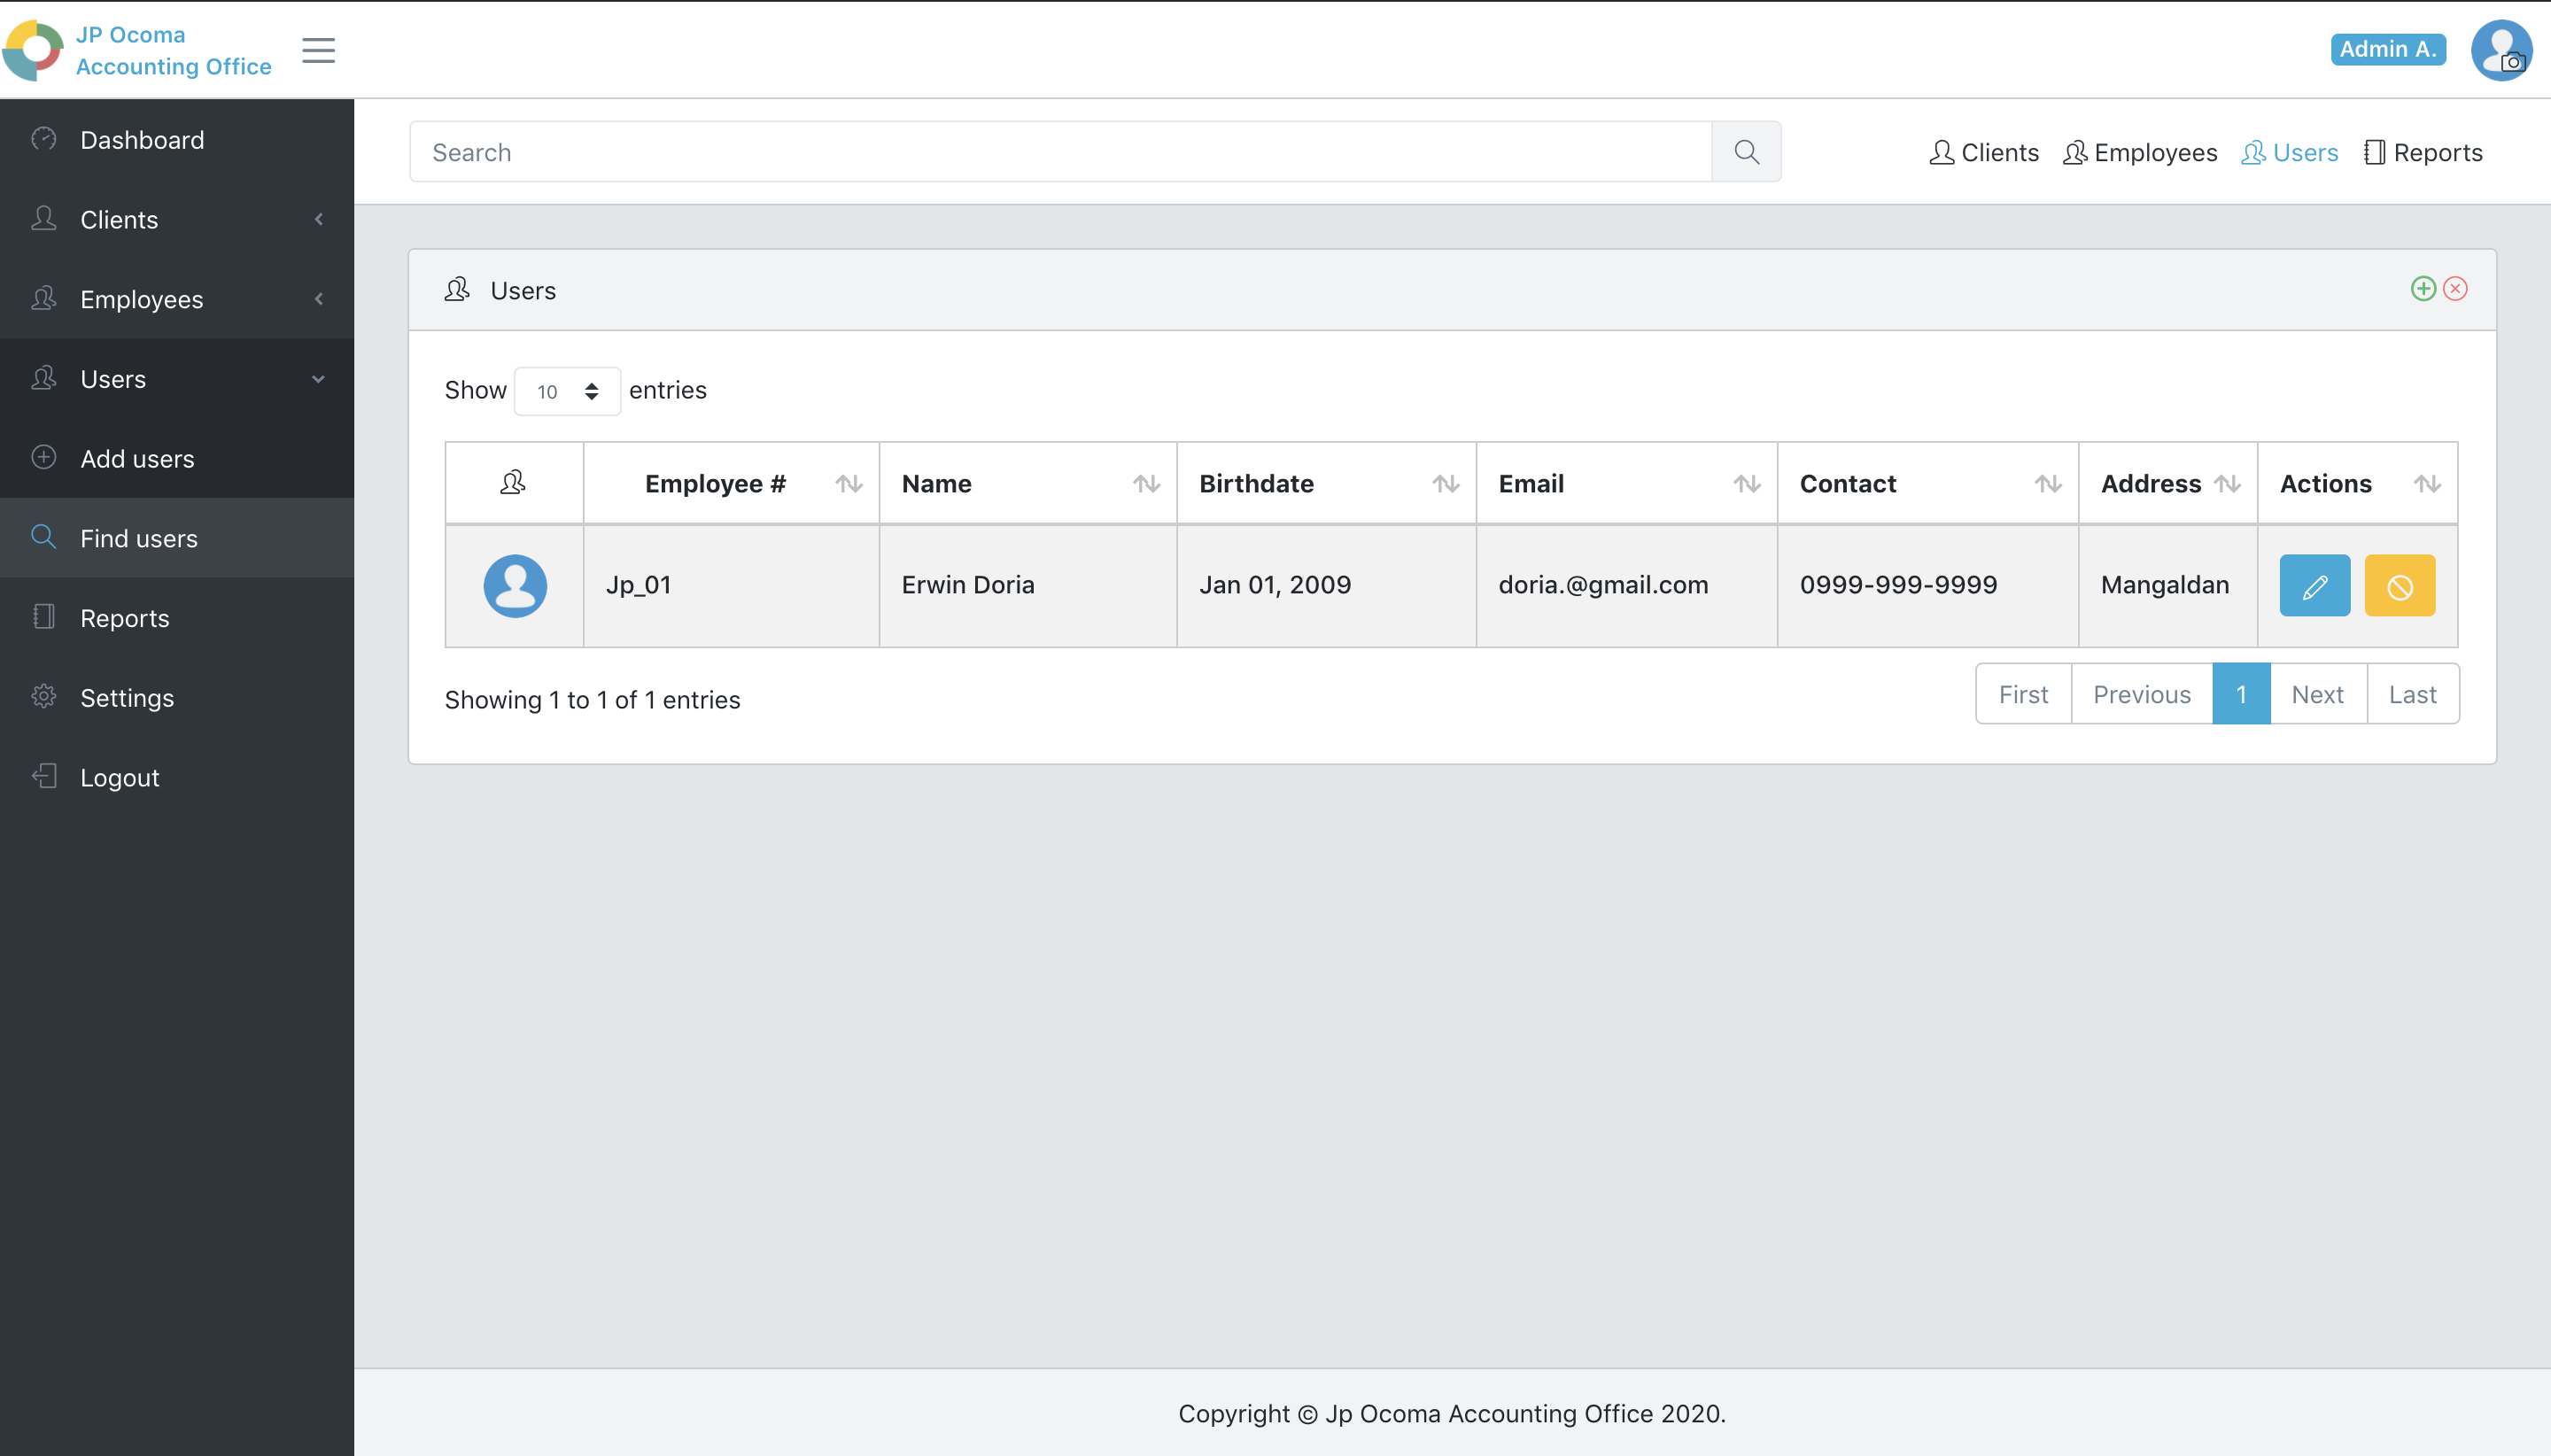 JP Ocoma
Accounting Office
Admin A.
Dashboard
Clients
Employees
Users
Add users
Find users
Reports
Settings
Logout
Search
Clients Employees Users Reports
Users
Show 10 entries
Employee # Name Birthdate Email Contact Address Actions
Jp_01 Erwin Doria Jan 01, 2009 doria.@gmail.com 0999-999-9999 Mangaldan
Showing 1 to 1 of 1 entries
First Previous 1 Next Last
Copyright © Jp Ocoma Accounting Office 2020.